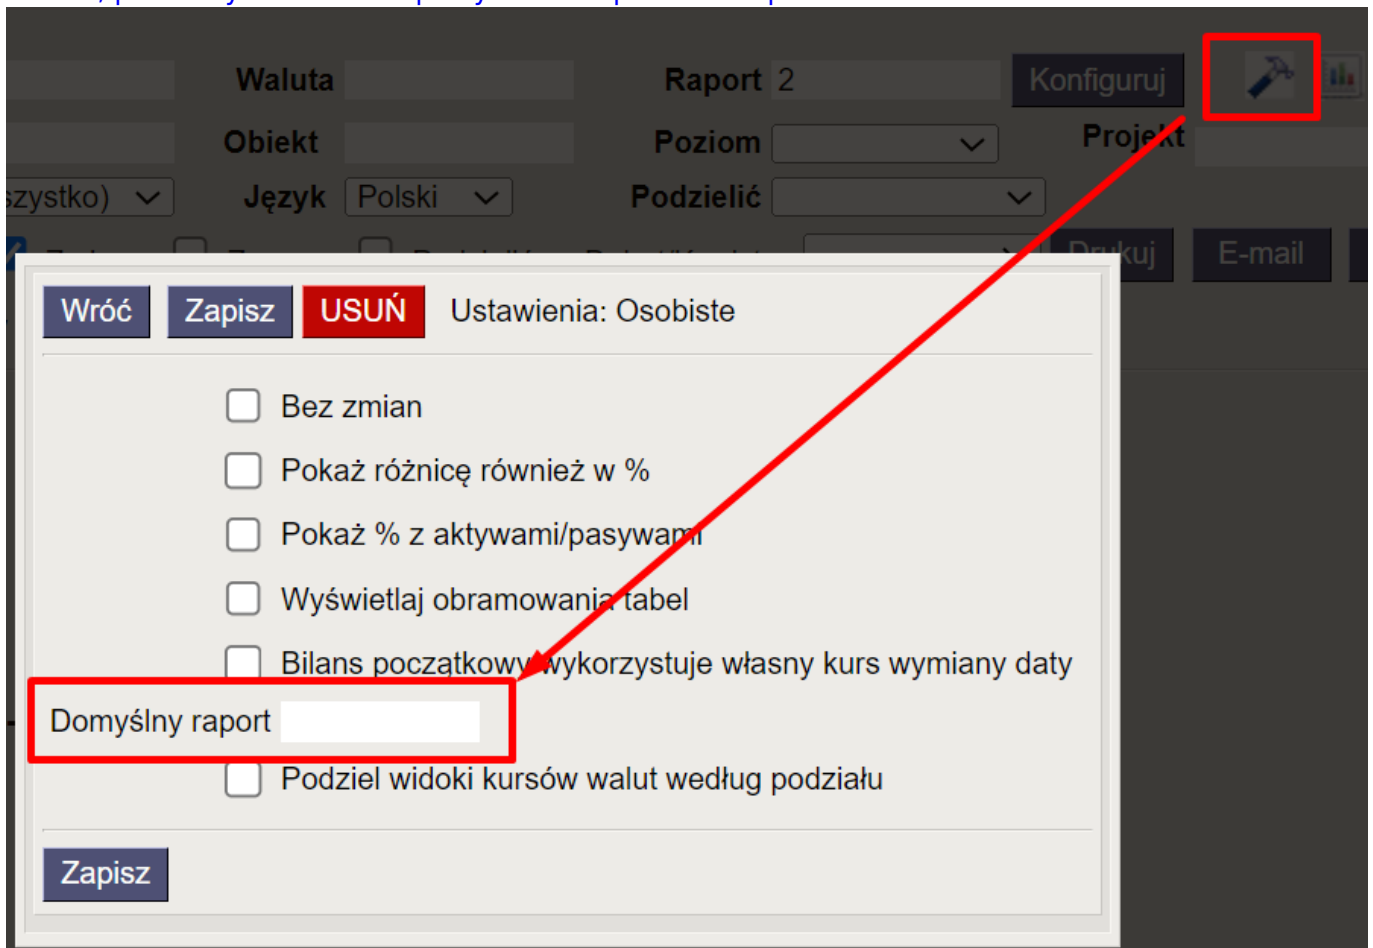 Waluta Raport 2 Konfiguruj
Obiekt Poziom Projekt
szystko) Język Polski Podzielić
Drukuj E-mail
Wróć Zapisz USUŃ Ustawienia: Osobiste
Bez zmian
Pokaż różnicę również w %
Pokaż % z aktywami/pasywami
Wyświetlaj obramowania tabel
Bilans początkowy wykorzystuje własny kurs wymiany daty
Domyślny raport
Podziel widoki kursów walut według podziału
Zapisz